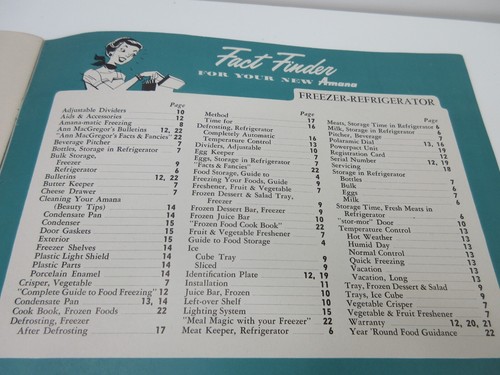 Fact Finder
FOR YOUR NEW Amana
FREEZER-REFRIGERATOR
Page
Adjustable Dividers 10
Aids & Accessories 12
Amana-matic Freezing 8
Ann MacGregor's Bulletins 12, 22
"Ann MacGregor's Facts & Fancies" 22
Beverage Pitcher 7
Bottles, Storage in Refrigerator 7
Bulk Storage,
Freezer 9
Refrigerator 6
Bulletins 12, 22
Butter Keeper 7
Cheese Drawer 7
Cleaning Your Amana
(Beauty Tips) 14
Condensate Pan 14
Condenser 15
Door Gaskets 15
Exterior 15
Freezer Shelves 14
Plastic Light Shield 14
Plastic Parts 14
Porcelain Enamel 14
Crisper, Vegetable 7
"Complete Guide to Food Freezing" 12
Condensate Pan 13, 14
Cook Book, Frozen Foods 22
Defrosting, Freezer
After Defrosting 17
Page
Method 17
Time for 16
Defrosting, Refrigerator
Completely Automatic
Temperature Control 13
Dividers, Adjustable 10
Egg Keeper 10
Eggs, Storage in Refrigerator 7
"Facts & Fancies" 22
Food Storage, Guide to 4
Freezing Your Foods, Guide 4
Freshener, Fruit & Vegetable 7
Frozen Dessert & Salad Tray,
Freezer 9
Frozen Dessert Bar, Freezer 9
Frozen Juice Bar 10
"Frozen Food Cook Book" 22
Fruit & Vegetable Freshener 7
Guide to Food Storage 4
Ice
Cube Tray 9
Sliced 9
Identification Plate 12, 19
Installation 11
Juice Bar, Frozen 10
Left-over Shelf 10
Lighting System 15
"Meal Magic with your Freezer" 22
Meat Keeper, Refrigerator 6
Page
Meats, Storage Time in Refrigerator 6
Milk, Storage in Refrigerator 6
Pitcher, Beverage 7
Dial 13, 16
Registration Card 12
Serial Number 12,
Servicing 18
Storage in Refrigerator
Bottles 7
Bulk 6
Eggs 7
Milk 6
Storage Time, Fresh Meats in
Refrigerator 6
"stor-mor" Door 10
Temperature Control 13
Hot Weather 13
Humid Day 13
Normal Control 13
Quick Freezing 13
Vacation 13
Vacation, Long 13
Tray, Frozen Dessert & Salad 9
Trays, Ice Cube 9
Vegetable Crisper 7
Vegetable & Fruit Freshener 7
Warranty 12, 20, 21
Year 'Round Food Guidance 22